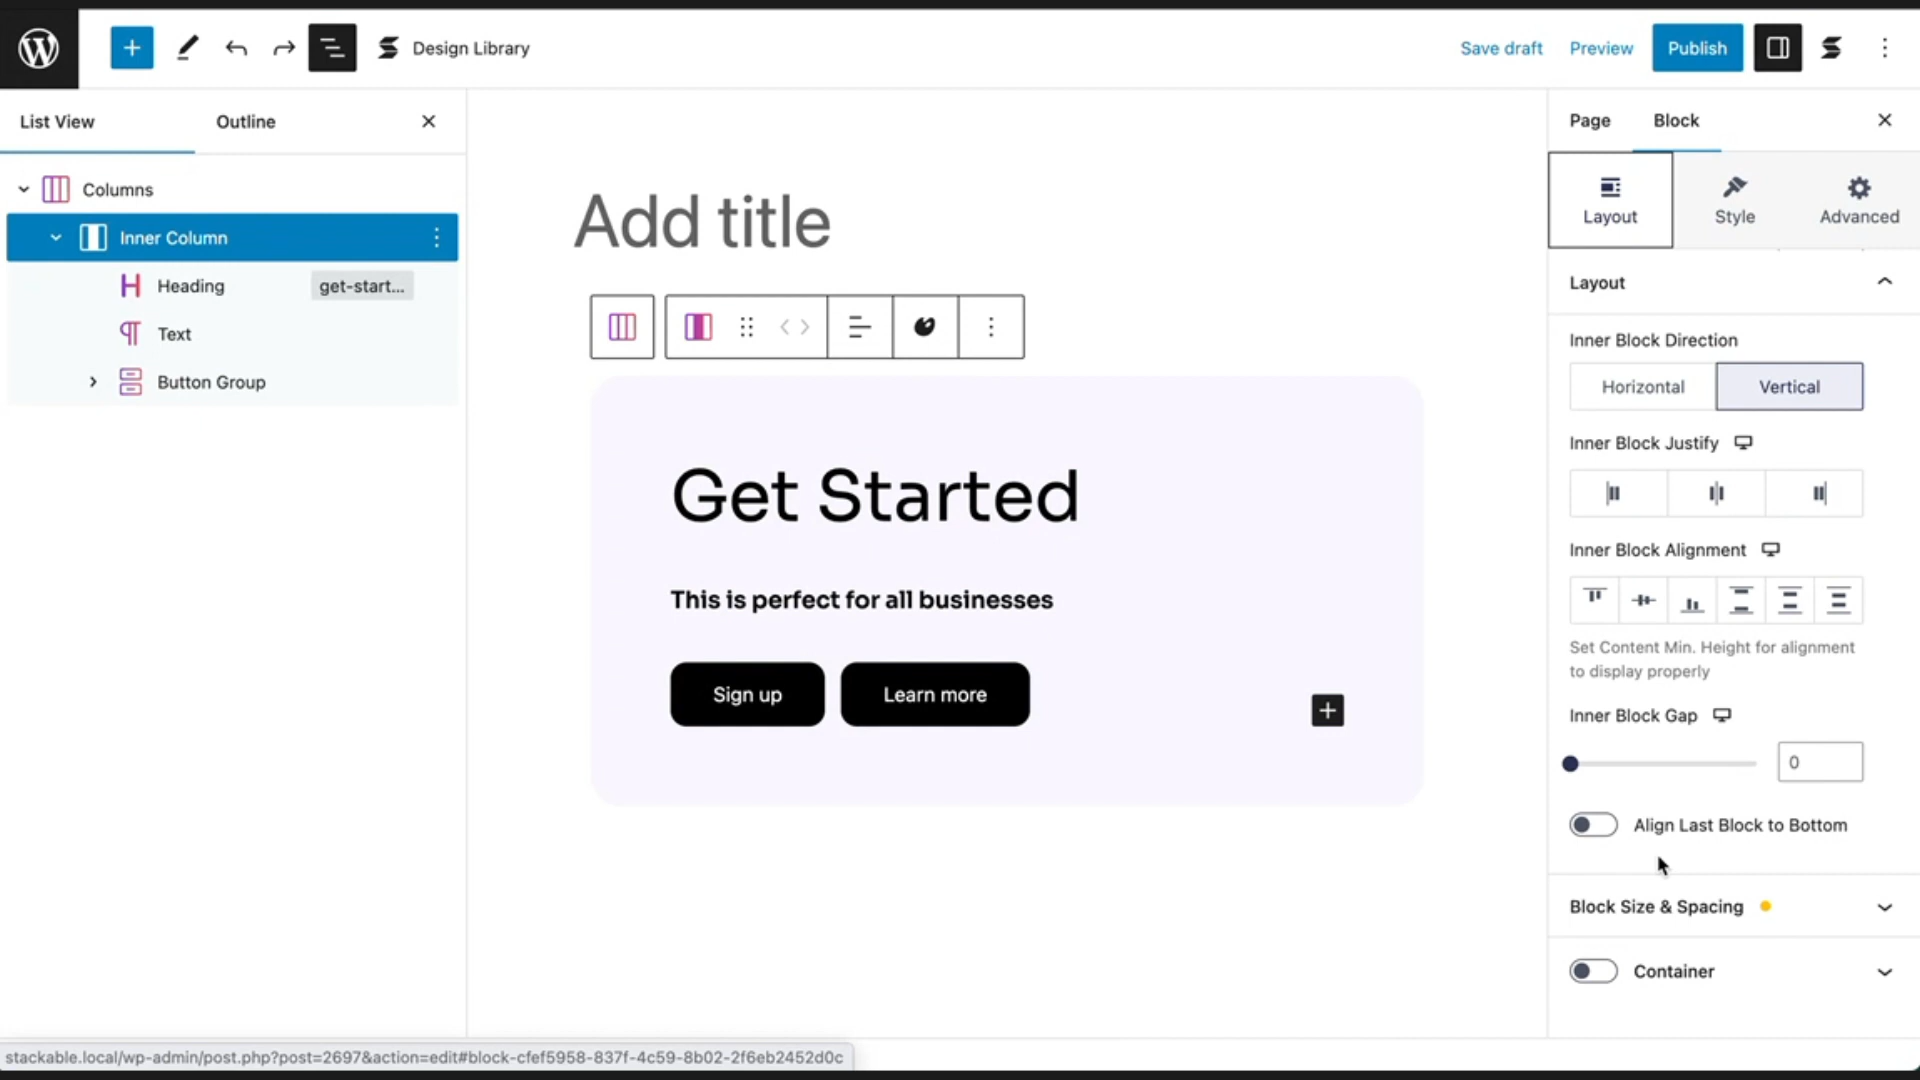 Design Library
Save draft
Preview
Publish
List View
Outline
Page
Block
Columns
Inner Column
Heading
get-start...
Text
Button Group
Add title
Get Started
This is perfect for all businesses
Sign up
Learn more
Layout
Style
Advanced
Layout
Inner Block Direction
Horizontal
Vertical
Inner Block Justify
Inner Block Alignment
Set Content Min. Height for alignment
to display properly
Inner Block Gap
0
Align Last Block to Bottom
Block Size & Spacing
Container
stackable.local/wp-admin/post.php?post=2697&action=edit#block-cfef5958-837f-4c59-8b02-2f6eb2452d0c